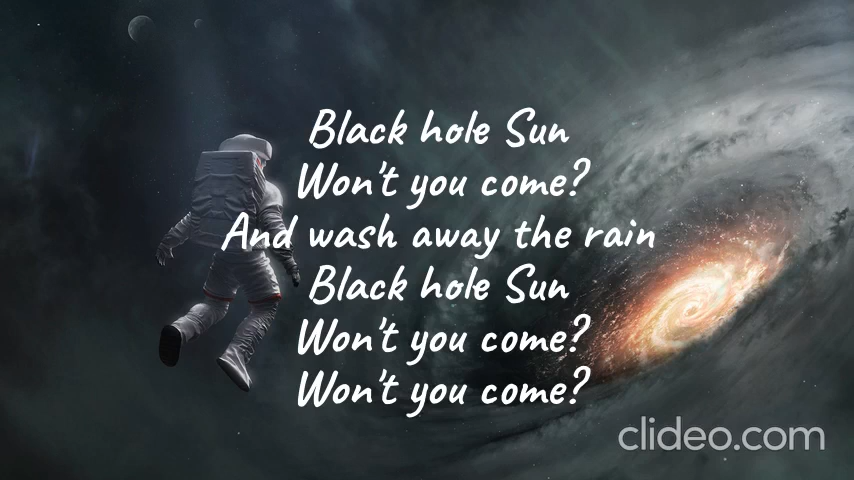 Black hole Sun
Won't you come?
And wash away the rain
Black hole Sun
Won't you come?
Won't you come?
clideo.com